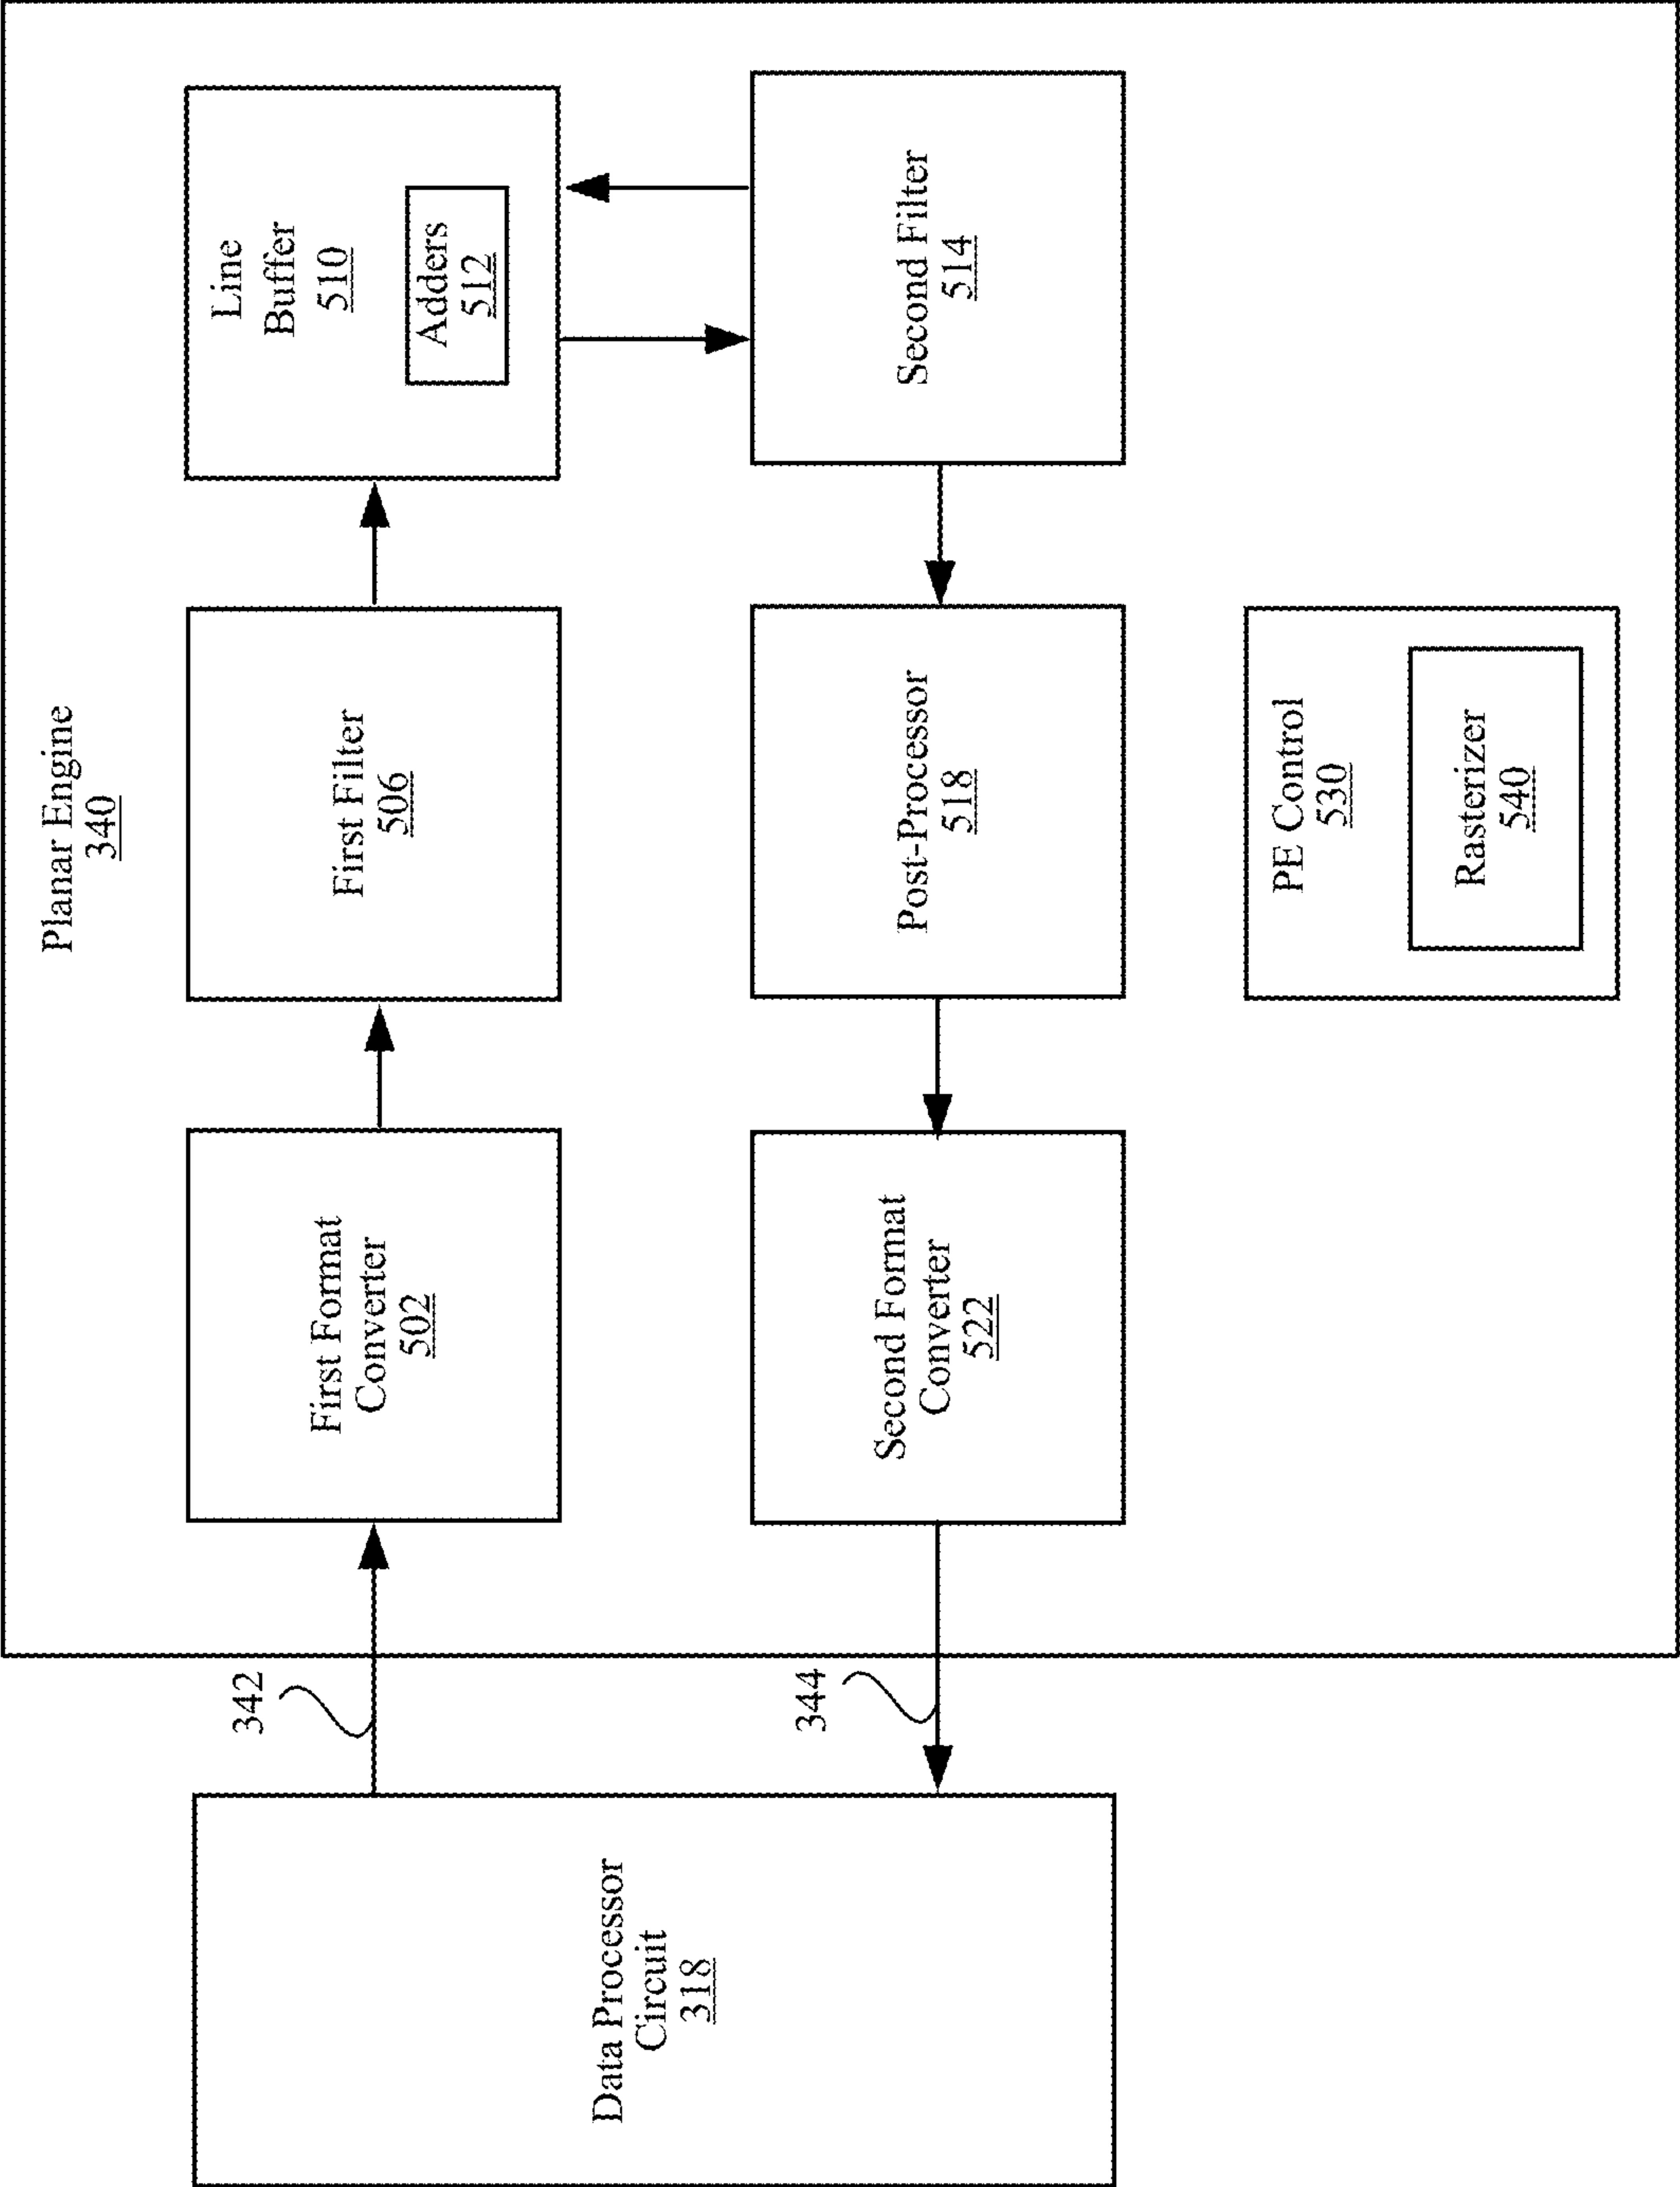 Planar Engine
340
First Format
Converter
502
First Filter
506
Line
Buffer
510
Adders
512
342
Data Processor
Circuit
318
344
Second Format
Converter
522
Post-Processor
518
Second Filter
514
PE Control
530
Rasterizer
540